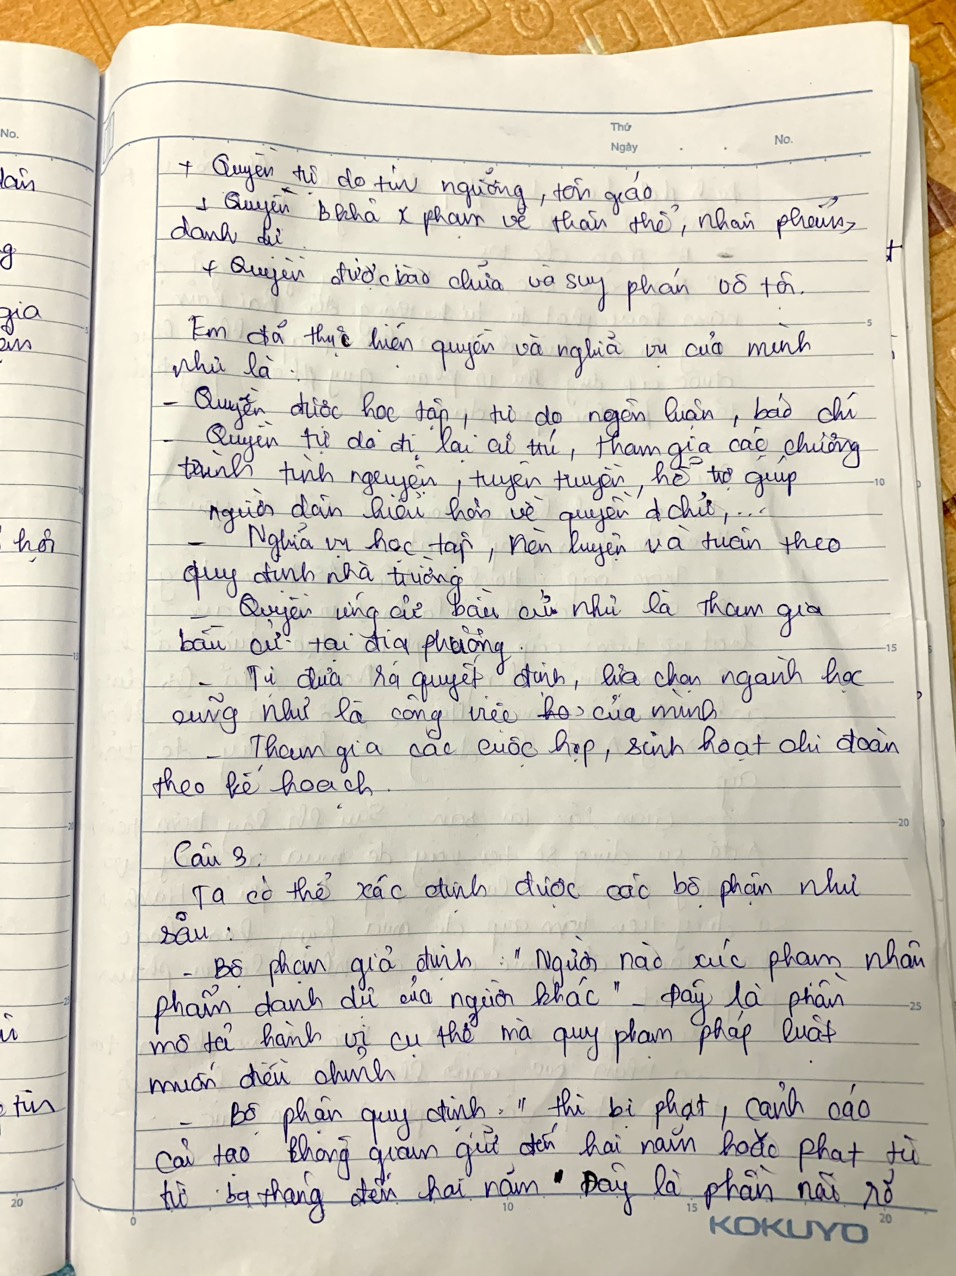 No.
Thứ
Ngày
No.
+ Quyền tự do tín ngưỡng, tôn giáo
+ Quyền bkhả x phạm về thân thể, nhân phẩm,
danh dự
+ Quyền được bào chữa và suy phán vô tội.
Em đã thực hiện quyền và nghĩa vụ của mình
như là :
- Quyền được học tập, tự do ngôn luận, báo chí
- Quyền tự do đi lại cư trú, tham gia các chương
trình tình nguyện, tuyên truyền, hỗ trợ giúp
người dân hiểu hơn về quyền d chủ,...
- Nghĩa vụ học tập, rèn luyện và tuân theo
quy định nhà trường
- Quyền ứng cử bầu cử như là tham gia
bầu cử tại địa phương.
- Tự đưa ra quyết định, lựa chọn ngành học
cũng như là công việc của mình
- Tham gia các cuộc họp, sinh hoạt chi đoàn
theo kế hoạch.
Câu 3:
Ta có thể xác định được các bộ phận như
sau :
- Bộ phận giả định : " Người nào xúc phạm nhân
phẩm danh dự của người khác " - Đây là phần
mô tả hành vi cụ thể mà quy phạm pháp luật
muốn điều chỉnh
- Bộ phận quy định : " thì bị phạt, cảnh cáo
cải tạo không giam giữ đến hai năm hoặc phạt tù
từ ba tháng đến hai năm " Đây là phần nói rõ
gia
hội
5
10
15
20
25
20
0
10
15
20
KOKUYO